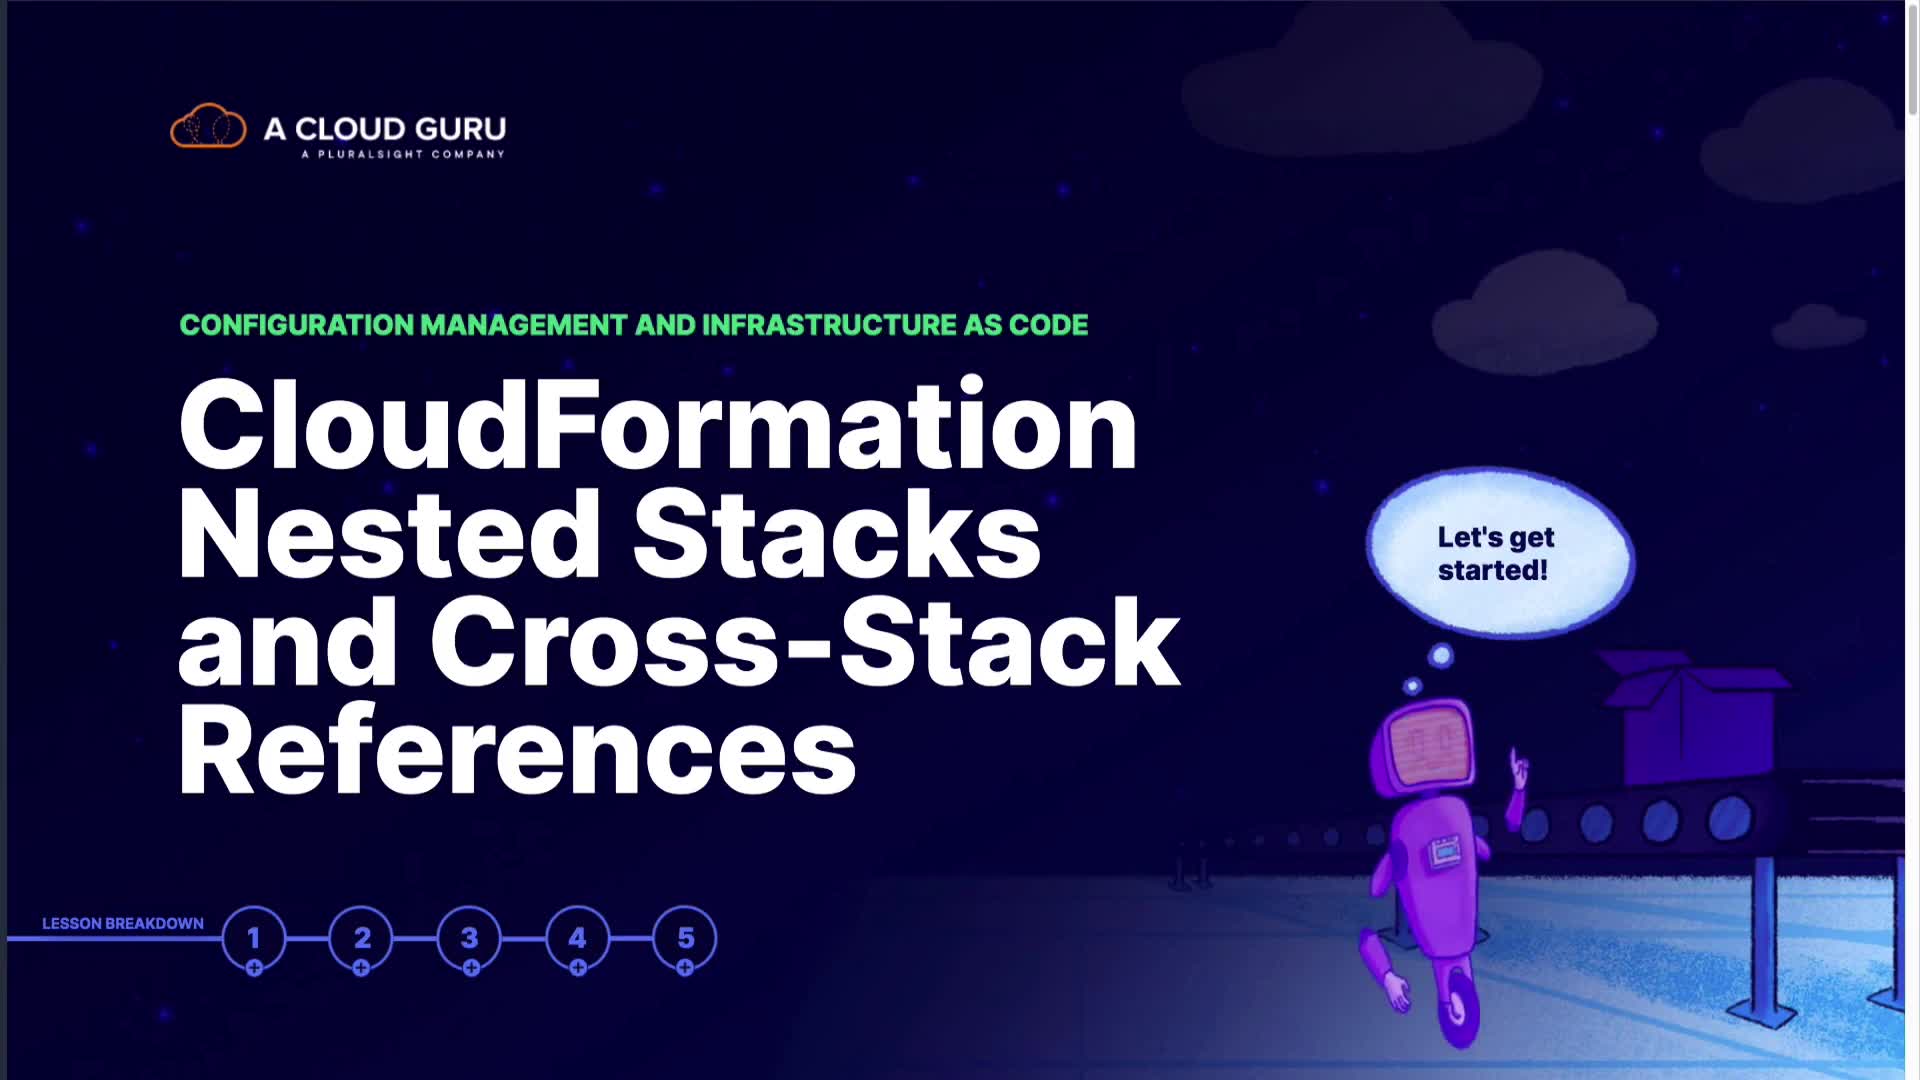 A CLOUD GURU
A PLURALSIGHT COMPANY
CONFIGURATION MANAGEMENT AND INFRASTRUCTURE AS CODE
CloudFormation
Nested Stacks
and Cross-Stack
References
Let's get
started!
LESSON BREAKDOWN
1 2 3 4 5